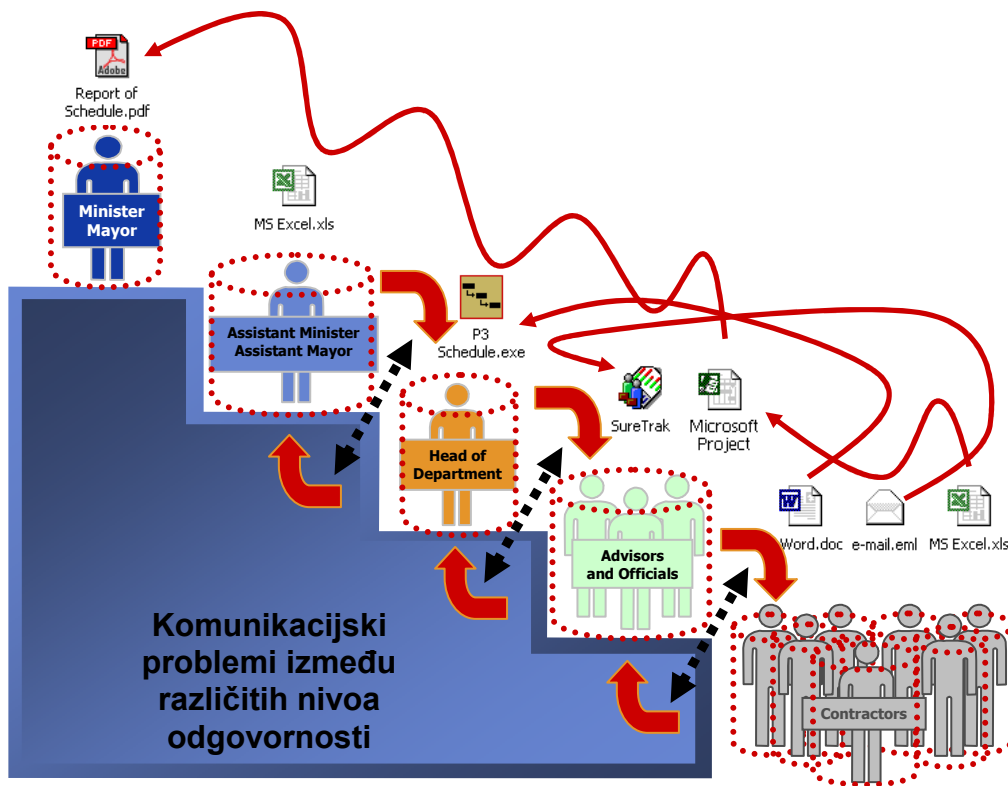 PDF
Adobe
Report of
Schedule.pdf
Minister
Mayor
MS Excel.xls
Assistant Minister
Assistant Mayor
P3
Schedule.exe
Head of
Department
SureTrak
Microsoft
Project
Advisors
and Officials
Word.doc
e-mail.eml
MS Excel.xls
Contractors
Komunikacijski
problemi između
različitih nivoa
odgovornosti